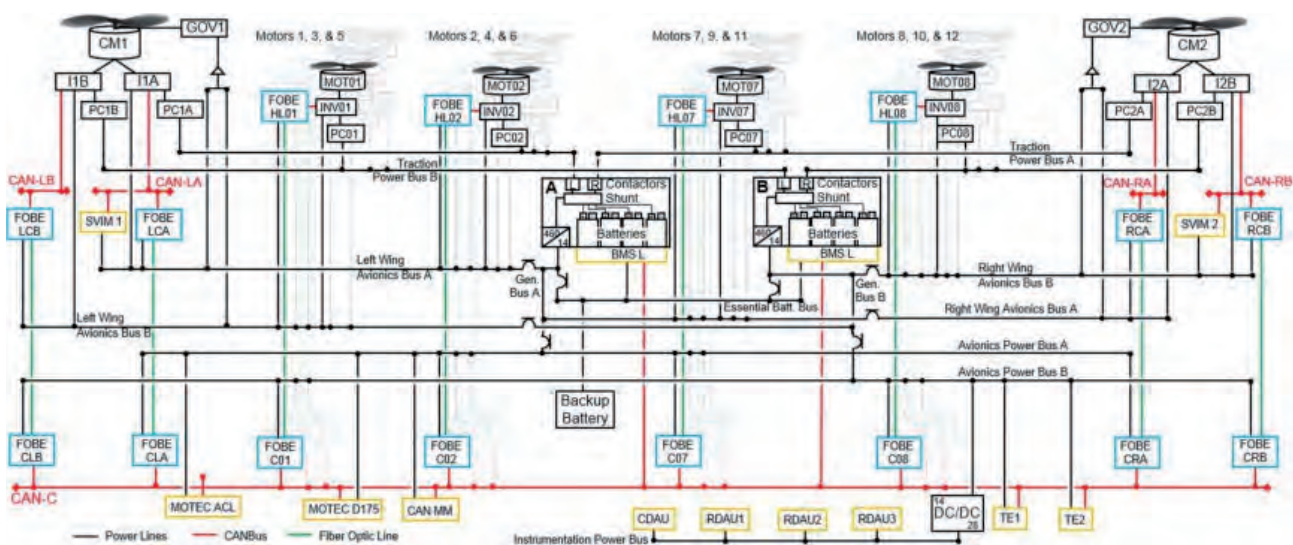 GOV1
GOV2
CM1
Motors 1, 3, & 5
Motors 2, 4, & 6
Motors 7, 9, & 11
Motors 8, 10, & 12
CM2
I1B
I1A
MOT01
MOT02
MOT07
MOT08
I2A
I2B
PC1B
PC1A
FOBE
HL01
INV01
FOBE
HL02
INV02
FOBE
HL07
INV07
FOBE
HL08
INV08
PC2A
PC2B
PC01
PC02
PC07
PC08
Traction
Power Bus B
Traction
Power Bus A
CAN-LB
CAN-LA
CAN-RA
CAN-RB
A
L
R
Contactors
Shunt
Batteries
460
14
BMS L
B
L
R
Contactors
Shunt
Batteries
460
14
BMS L
FOBE
LCB
SVIM 1
FOBE
LCA
FOBE
RCA
SVIM 2
FOBE
RCB
Left Wing
Avionics Bus A
Gen.
Bus A
Gen.
Bus B
Right Wing
Avionics Bus B
Essential Batt. Bus
Right Wing Avionics Bus A
Left Wing
Avionics Bus B
Avionics Power Bus A
Avionics Power Bus B
Backup
Battery
FOBE
CLB
FOBE
CLA
FOBE
C01
FOBE
C02
FOBE
C07
FOBE
C08
FOBE
CRA
FOBE
CRB
CAN-C
MOTEC ACL
MOTEC D175
CAN MM
CDAU
RDAU1
RDAU2
RDAU3
14
DC/DC
28
TE1
TE2
Power Lines
CANBus
Fiber Optic Line
Instrumentation Power Bus